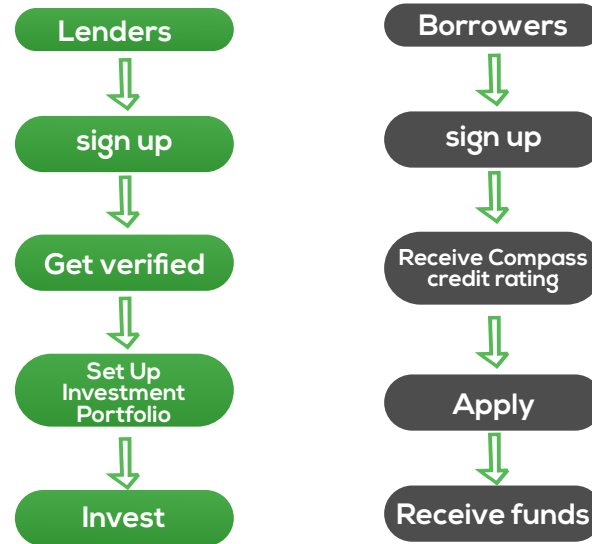 Lenders
sign up
Get verified
Set Up
Investment
Portfolio
Invest
Borrowers
sign up
Receive Compass
credit rating
Apply
Receive funds